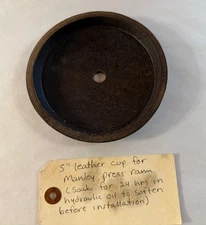 5" leather cup for
Manley press ram
(Soak for 24 hrs in
hydraulic oil to soften
before installation)